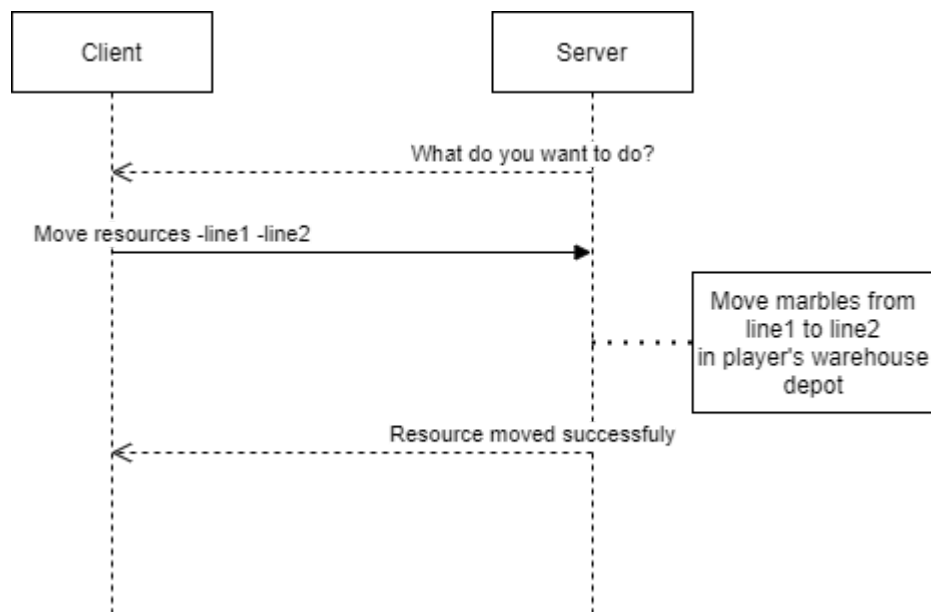 Client
Server
What do you want to do?
Move resources -line1 -line2
Move marbles from
line1 to line2
in player's warehouse
depot
Resource moved successfuly